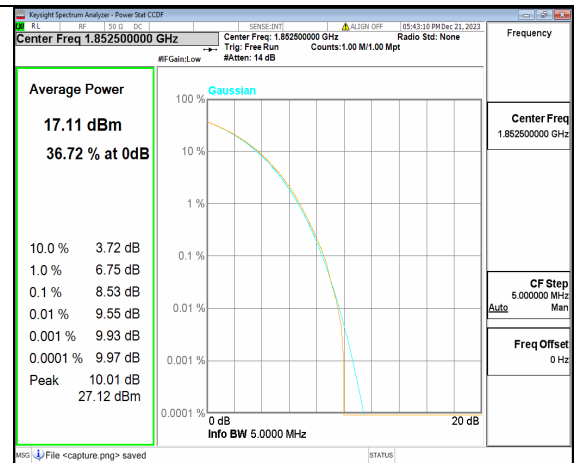 Keysight Spectrum Analyzer - Power Stat CCDF
RL RF 50 Ω DC SENSE:INT ALIGN OFF 05:43:10 PM Dec 21, 2023
Center Freq 1.852500000 GHz
Center Freq: 1.852500000 GHz Radio Std: None
Trig: Free Run Counts:1.00 M/1.00 Mpt
#IFGain:Low #Atten: 14 dB
Frequency
Average Power
17.11 dBm
36.72 % at 0dB
10.0 % 3.72 dB
1.0 % 6.75 dB
0.1 % 8.53 dB
0.01 % 9.55 dB
0.001 % 9.93 dB
0.0001 % 9.97 dB
Peak 10.01 dB
27.12 dBm
Gaussian
100 %
10 %
1 %
0.1 %
0.01 %
0.001 %
0.0001 %
0 dB 20 dB
Info BW 5.0000 MHz
Center Freq
1.852500000 GHz
CF Step
5.000000 MHz
Auto Man
Freq Offset
0 Hz
MSG File <capture.png> saved STATUS